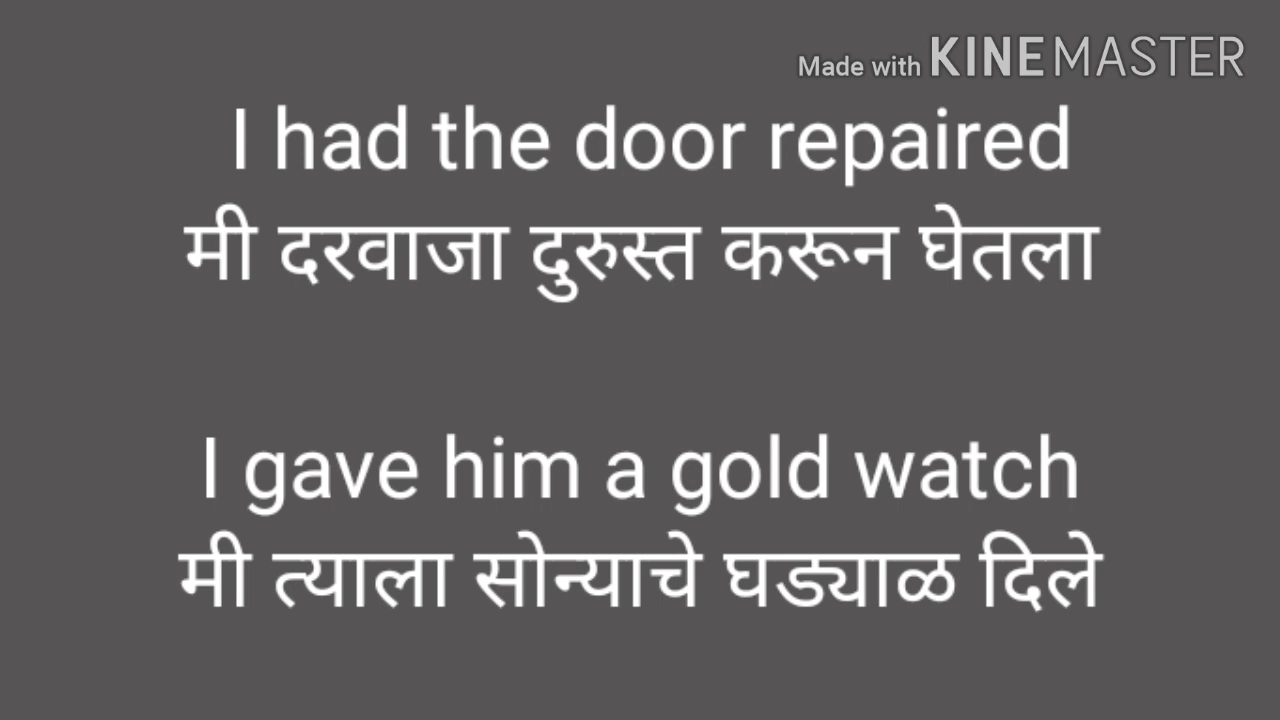 Made with KINEMASTER
I had the door repaired
मी दरवाजा दुरुस्त करून घेतला
I gave him a gold watch
मी त्याला सोन्याचे घड्याळ दिले